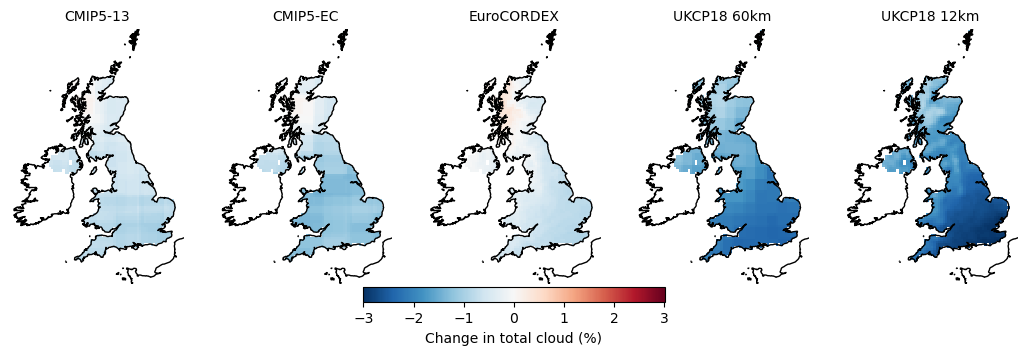 CMIP5-13 CMIP5-EC EuroCORDEX UKCP18 60km UKCP18 12km
−3 −2 −1 0 1 2 3
Change in total cloud (%)